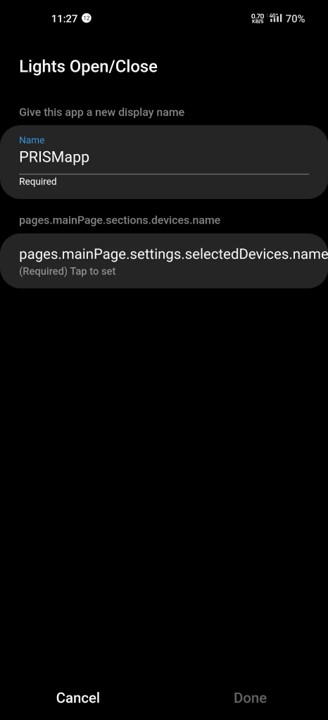 11:27
0.70 KB/S 4G 70%
Lights Open/Close
Give this app a new display name
Name
PRISMapp
Required
pages.mainPage.sections.devices.name
pages.mainPage.settings.selectedDevices.name
(Required) Tap to set
Cancel Done